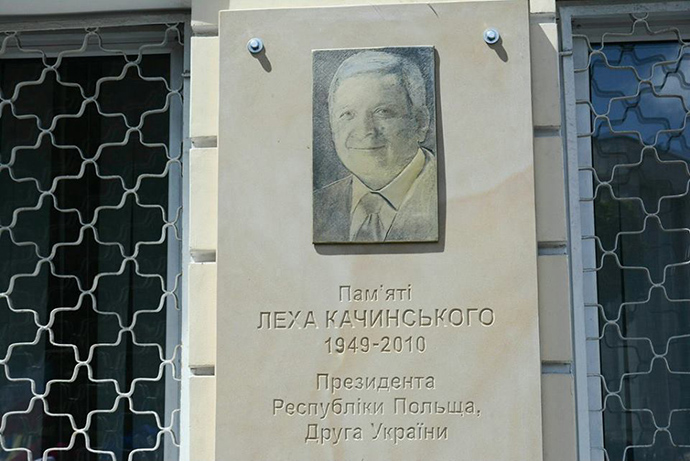 Пам'яті
ЛЕХА КАЧИНСЬКОГО
1949-2010
Президента
Республіки Польща,
Друга України